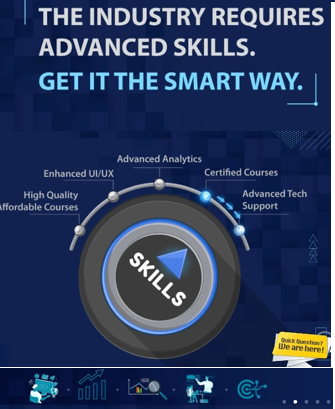 THE INDUSTRY REQUIRES
ADVANCED SKILLS.
GET IT THE SMART WAY.
Advanced Analytics
Enhanced UI/UX
Certified Courses
High Quality
Affordable Courses
Advanced Tech
Support
SKILLS
Quick Question?
We are here!